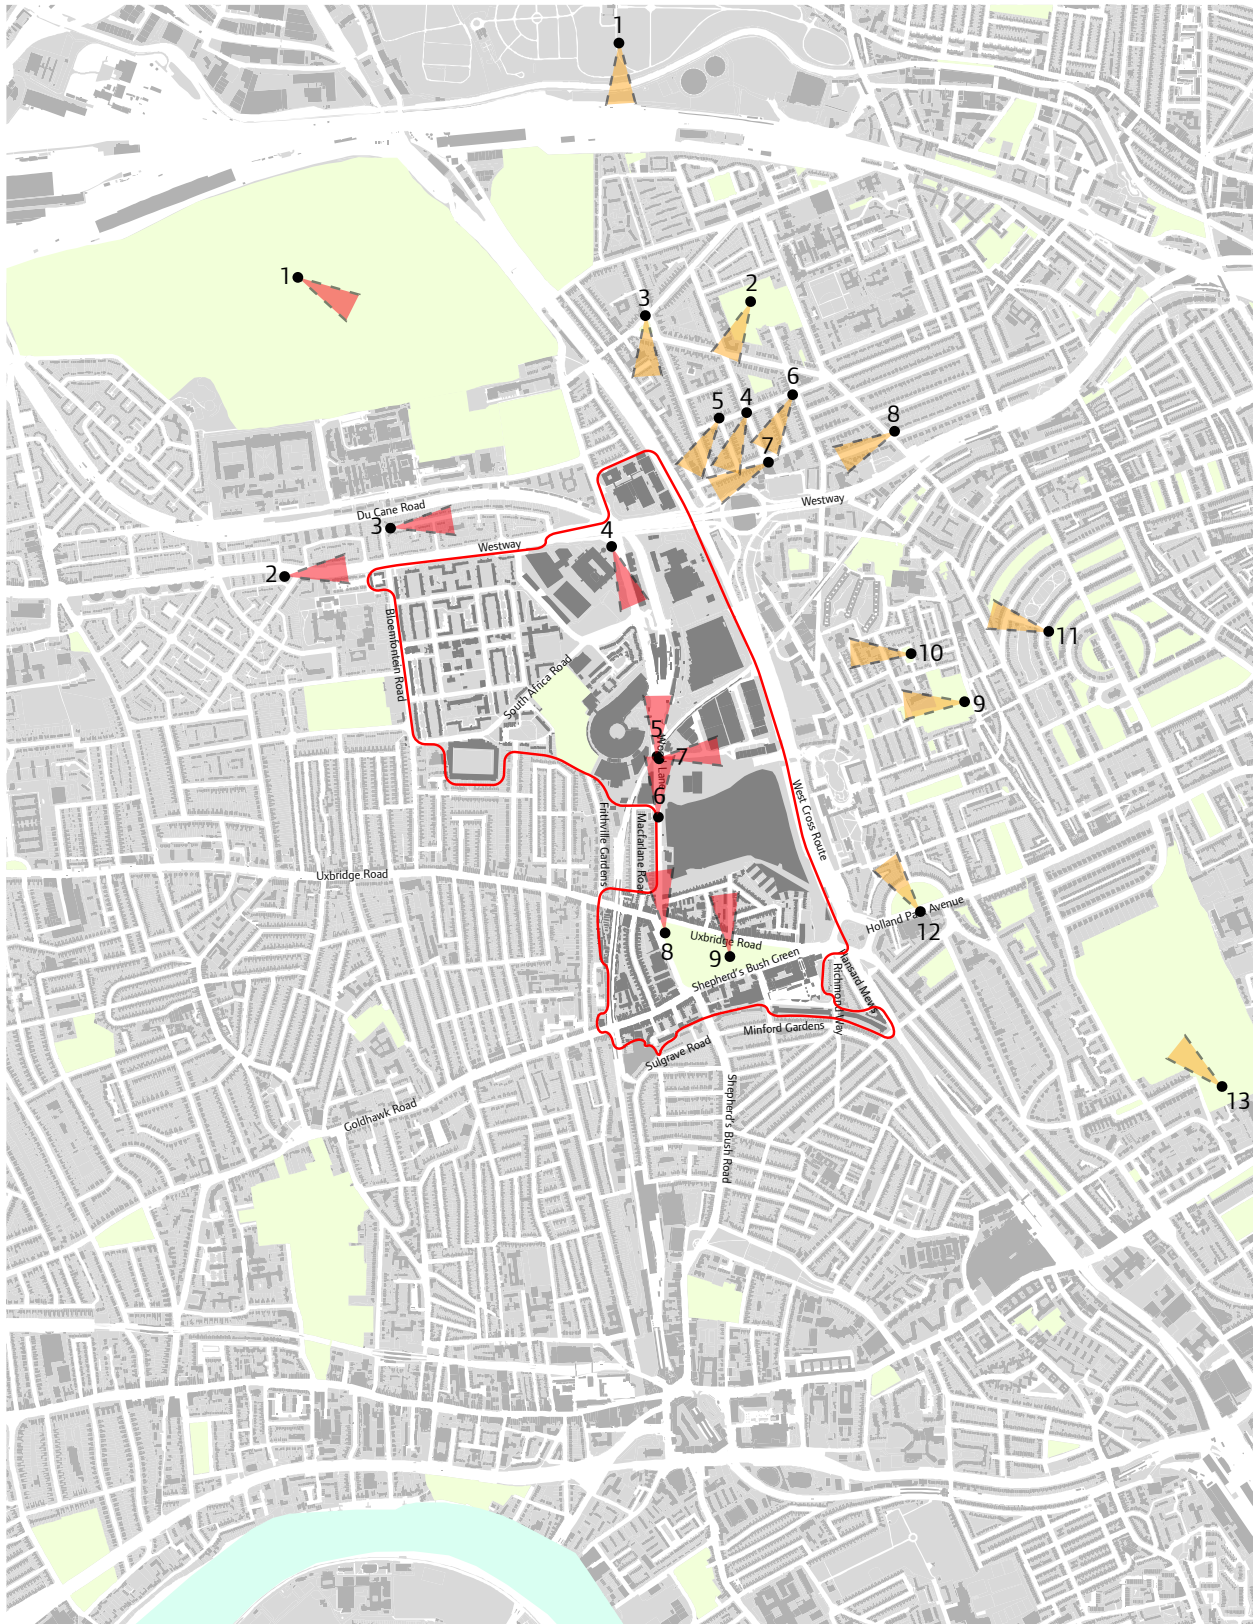 1
1
2
3
6
5
4
8
7
Westway
Du Cane Road
3
4
Westway
2
Bloemfontein Road
11
10
South Africa Road
9
5
7
6
West Cross Route
Frithville Gardens
Macfarlane Road
Uxbridge Road
Holland Pa Avenue
12
Uxbridge Road
8
9
Shepherd's Bush Green
Mansard Mews
Richmond Way
Minford Gardens
Sulgrave Road
Shepherd's Bush Road
13
Goldhawk Road